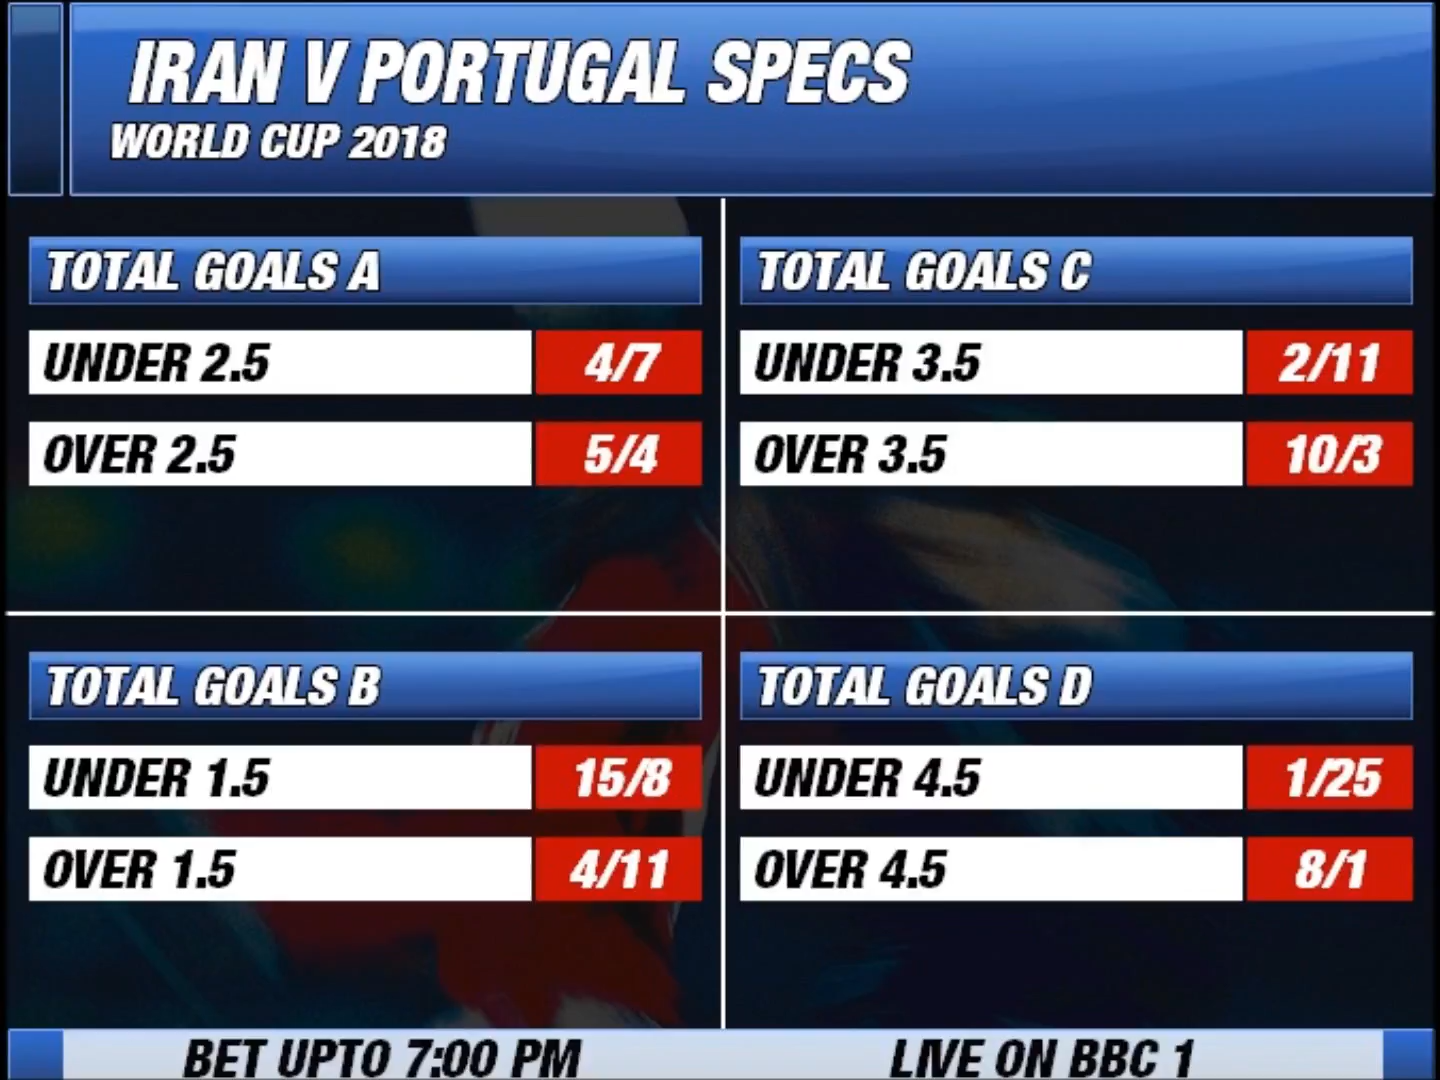 IRAN V PORTUGAL SPECS
WORLD CUP 2018
TOTAL GOALS A
UNDER 2.5 4/7
OVER 2.5 5/4
TOTAL GOALS C
UNDER 3.5 2/11
OVER 3.5 10/3
TOTAL GOALS B
UNDER 1.5 15/8
OVER 1.5 4/11
TOTAL GOALS D
UNDER 4.5 1/25
OVER 4.5 8/1
BET UPTO 7:00 PM LIVE ON BBC 1